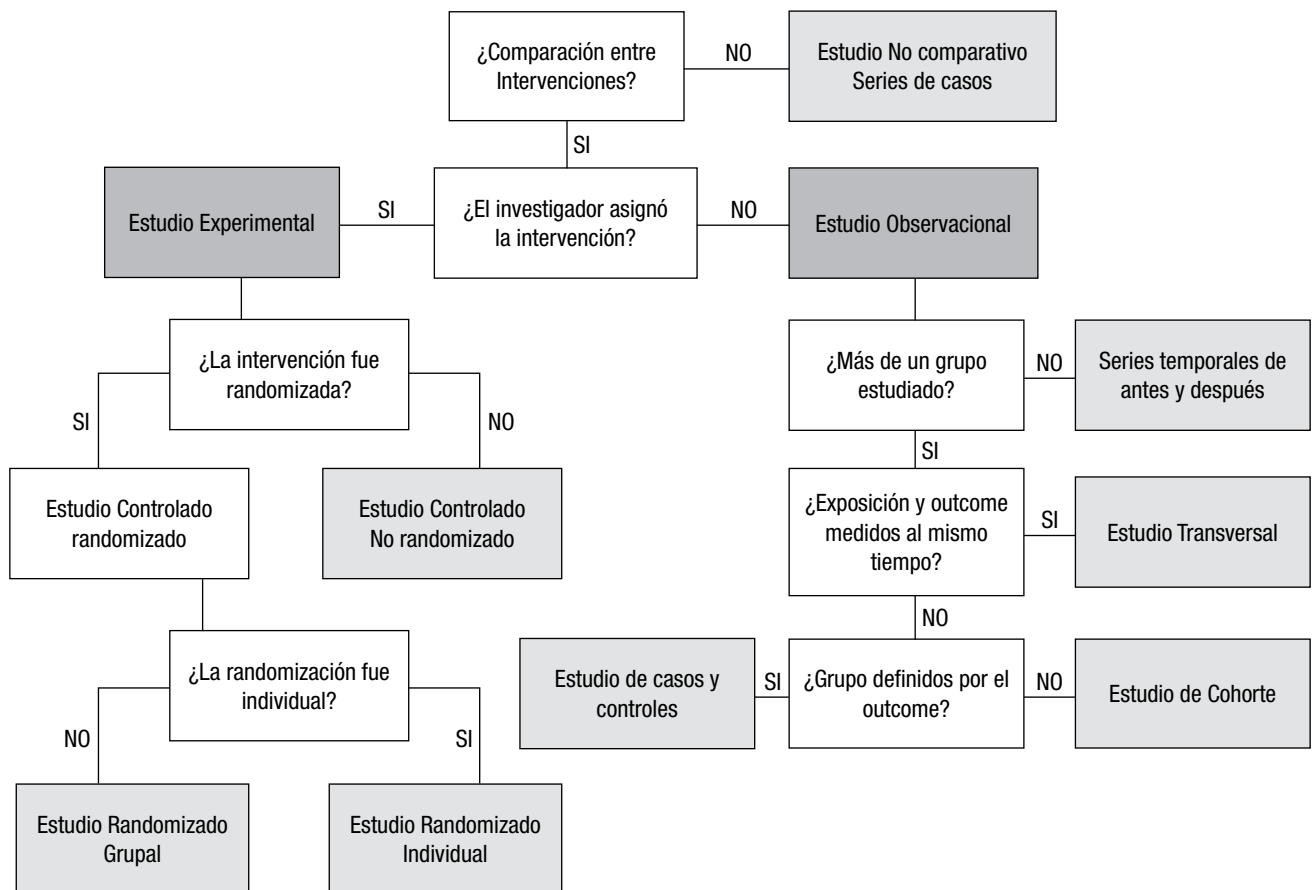 ¿Comparación entre
Intervenciones?
NO
Estudio No comparativo
Series de casos
SI
Estudio Experimental
SI
¿El investigador asignó
la intervención?
NO
Estudio Observacional
¿La intervención fue
randomizada?
¿Más de un grupo
estudiado?
NO
Series temporales de
antes y después
SI
NO
SI
Estudio Controlado
randomizado
Estudio Controlado
No randomizado
¿Exposición y outcome
medidos al mismo
tiempo?
SI
Estudio Transversal
NO
¿La randomización fue
individual?
Estudio de casos y
controles
SI
¿Grupo definidos por el
outcome?
NO
Estudio de Cohorte
NO
SI
Estudio Randomizado
Grupal
Estudio Randomizado
Individual